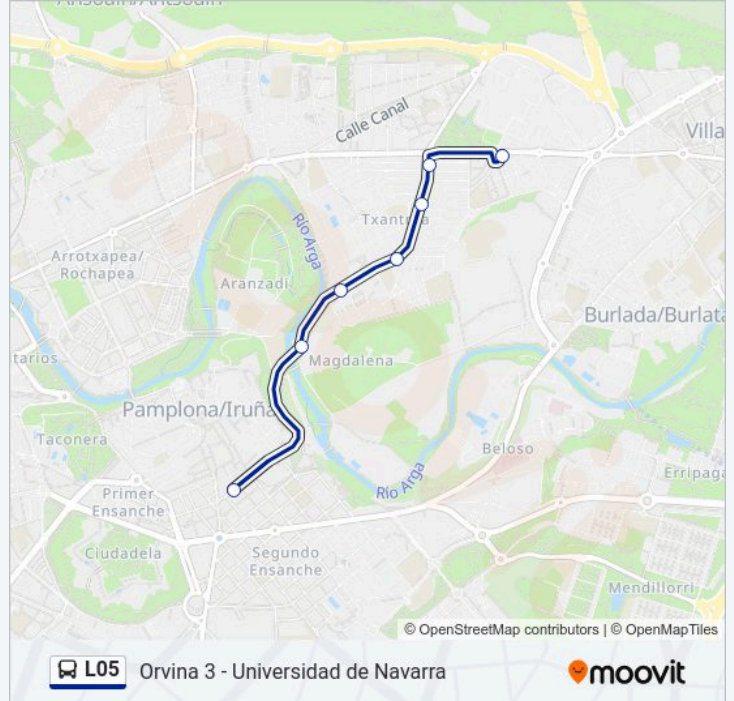 Ansoáin/Antsoain
Calle Canal
Villa
Txantrea
Río Arga
Arrotxapea/
Rochapea
Aranzadi
Burlada/Burlata
tarios
Magdalena
Pamplona/Iruña
Taconera
Beloso
Río Arga
Erripaga
Primer
Ensanche
Ciudadela
Segundo
Ensanche
Mendillorri
© OpenStreetMap contributors | © OpenMapTiles
L05 Orvina 3 - Universidad de Navarra
moovit